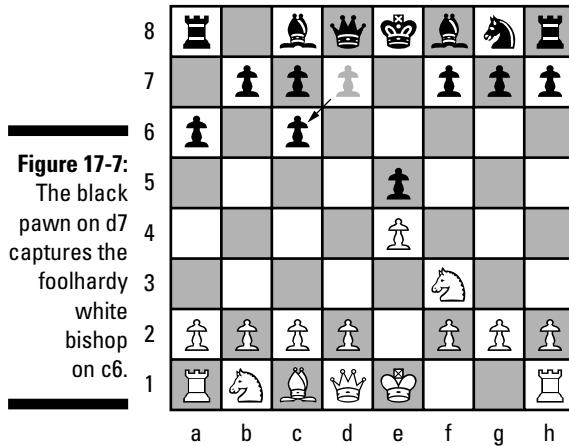 Figure 17-7:
The black
pawn on d7
captures the
foolhardy
white
bishop
on c6.
8
7
6
5
4
3
2
1
a b c d e f g h